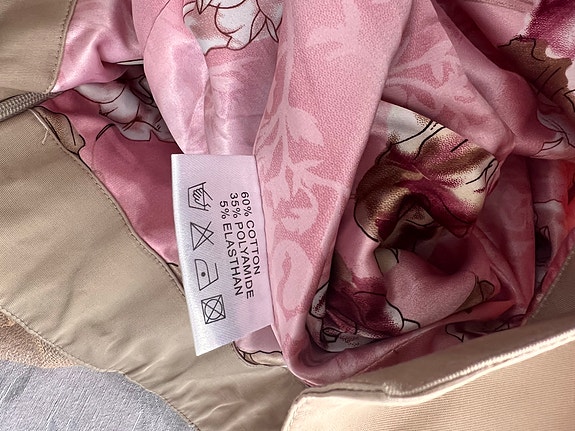 60% COTTON
35% POLYAMIDE
5% ELASTHAN